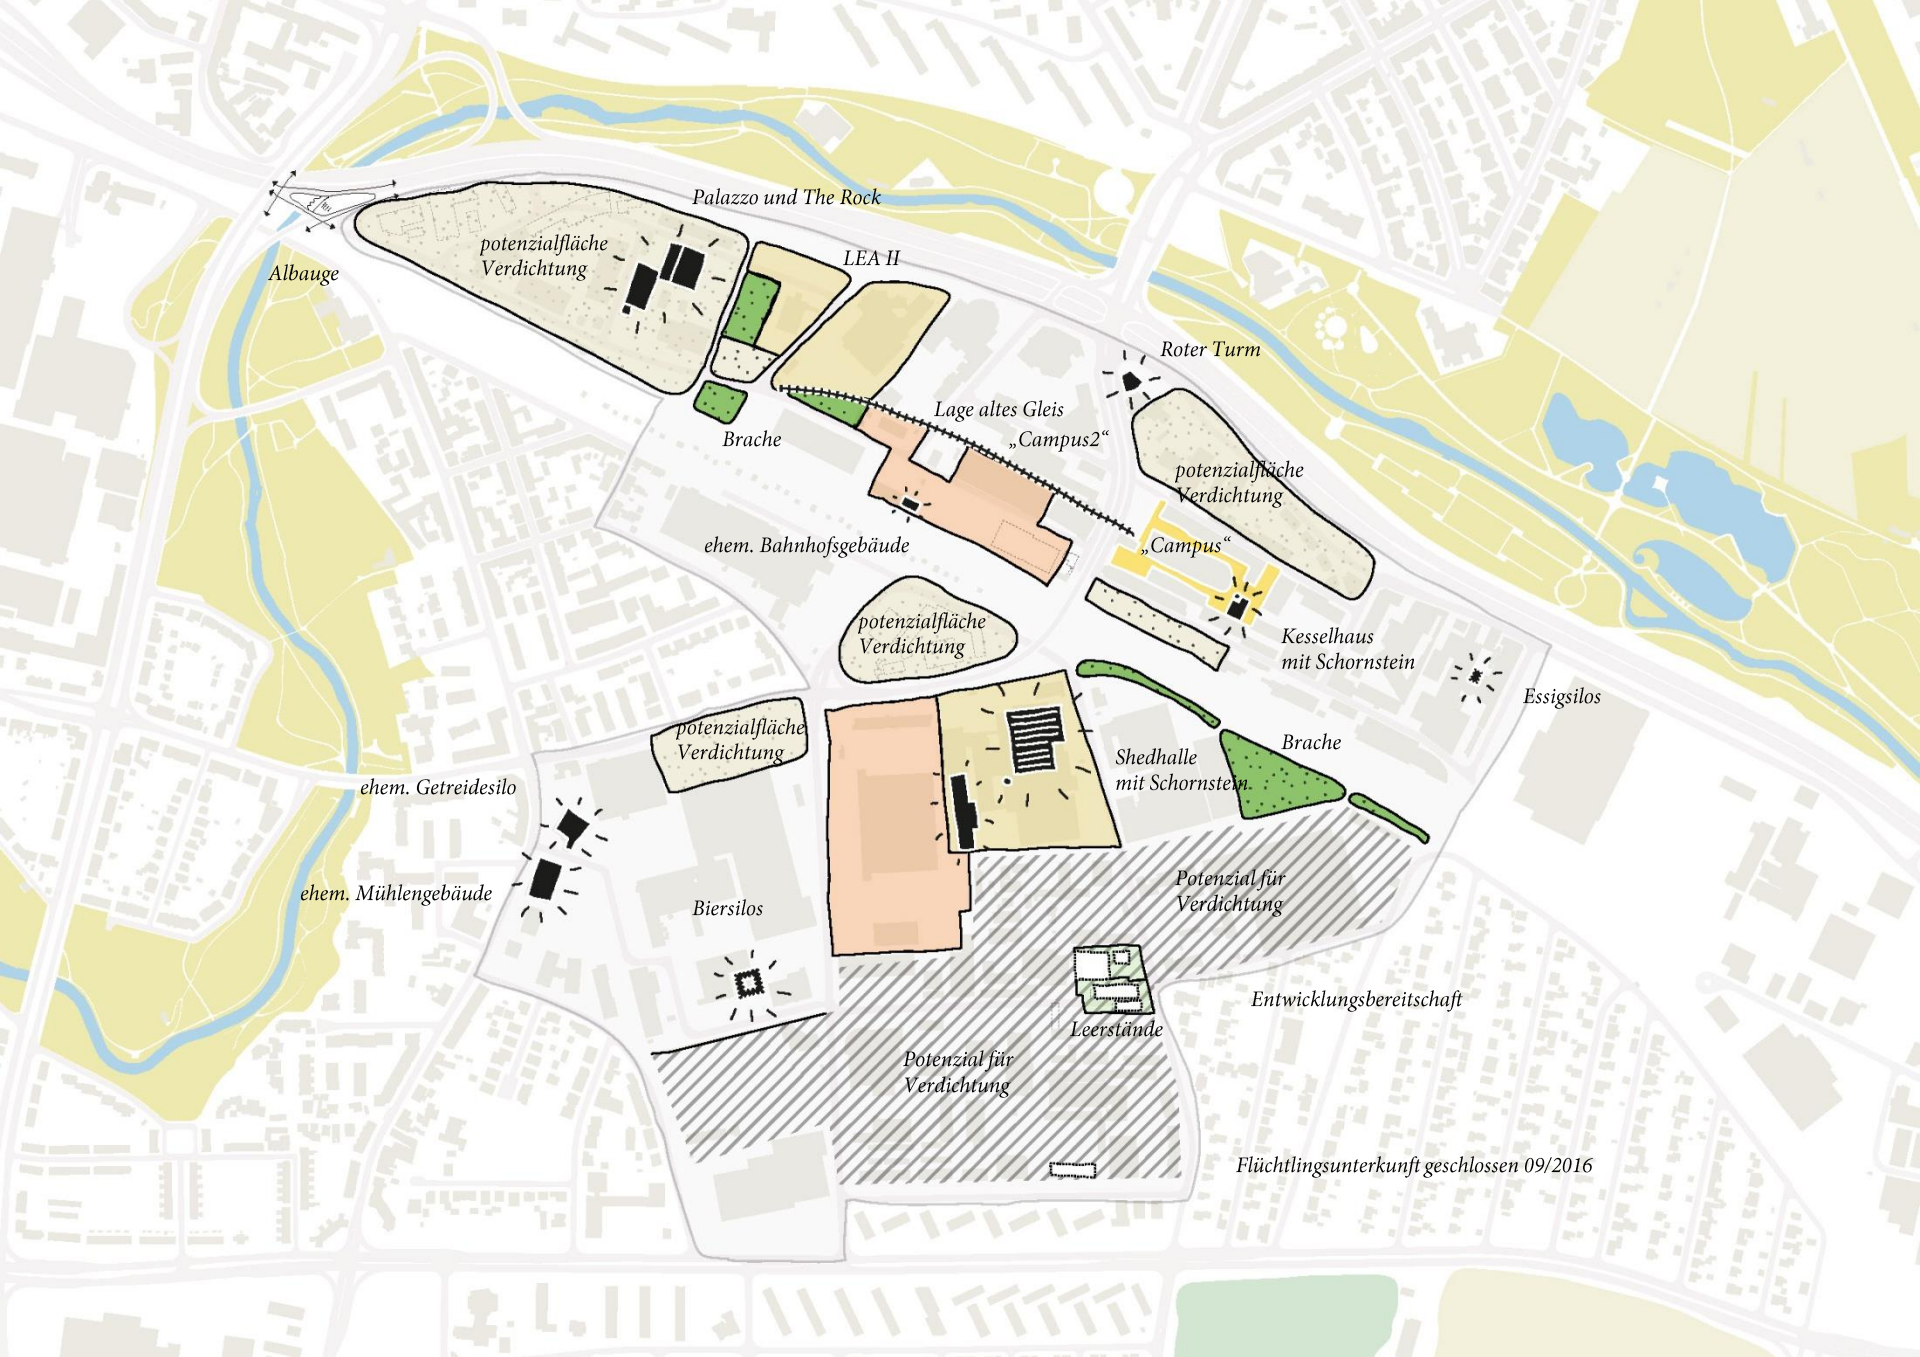 Palazzo und The Rock
potenzialfläche
Verdichtung
LEA II
Albauge
Roter Turm
Lage altes Gleis
„Campus2“
Brache
potenzialfläche
Verdichtung
ehem. Bahnhofsgebäude
„Campus“
potenzialfläche
Verdichtung
Kesselhaus
mit Schornstein
Essigsilos
potenzialfläche
Verdichtung
Brache
Shedhalle
mit Schornstein
ehem. Getreidesilo
ehem. Mühlengebäude
Biersilos
Potenzial für
Verdichtung
Entwicklungsbereitschaft
Leerstände
Potenzial für
Verdichtung
Flüchtlingsunterkunft geschlossen 09/2016